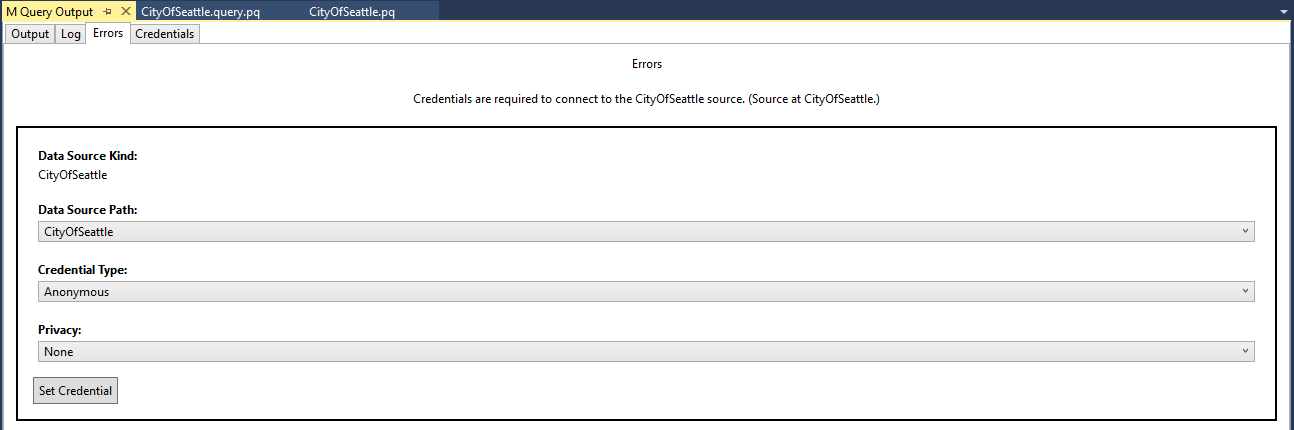 M Query Output CityOfSeattle.query.pq CityOfSeattle.pq
Output Log Errors Credentials
Errors
Credentials are required to connect to the CityOfSeattle source. (Source at CityOfSeattle.)
Data Source Kind:
CityOfSeattle
Data Source Path:
CityOfSeattle
Credential Type:
Anonymous
Privacy:
None
Set Credential